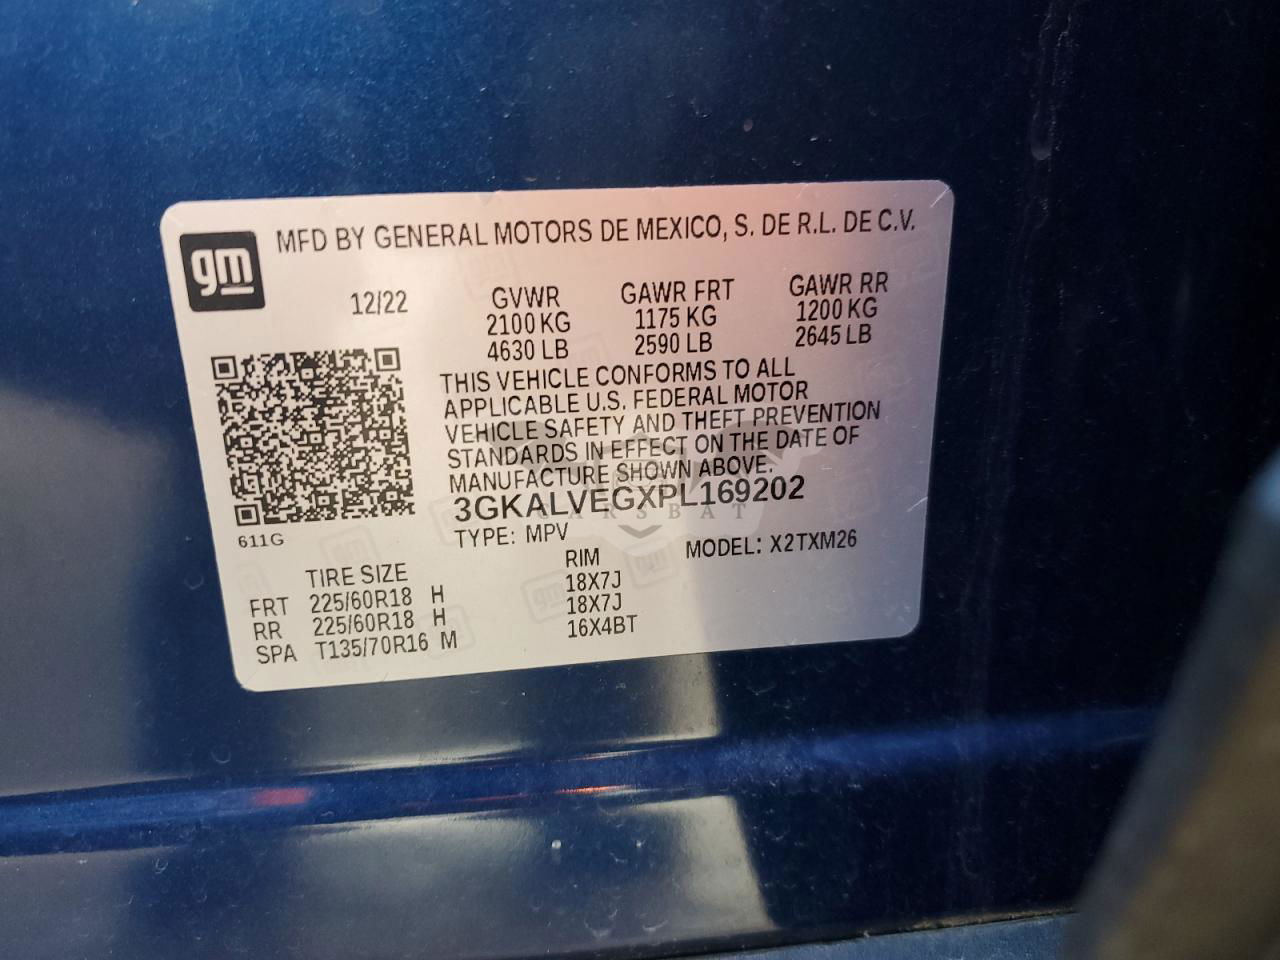 gm
MFD BY GENERAL MOTORS DE MEXICO, S. DE R.L. DE C.V.
12/22
GVWR GAWR FRT GAWR RR
2100 KG 1175 KG 1200 KG
4630 LB 2590 LB 2645 LB
THIS VEHICLE CONFORMS TO ALL
APPLICABLE U.S. FEDERAL MOTOR
VEHICLE SAFETY AND THEFT PREVENTION
STANDARDS IN EFFECT ON THE DATE OF
MANUFACTURE SHOWN ABOVE.
3GKALVEGXPL169202
CARSBAT
611G
TYPE: MPV MODEL: X2TXM26
TIRE SIZE RIM
FRT 225/60R18 H 18X7J
RR 225/60R18 H 18X7J
SPA T135/70R16 M 16X4BT